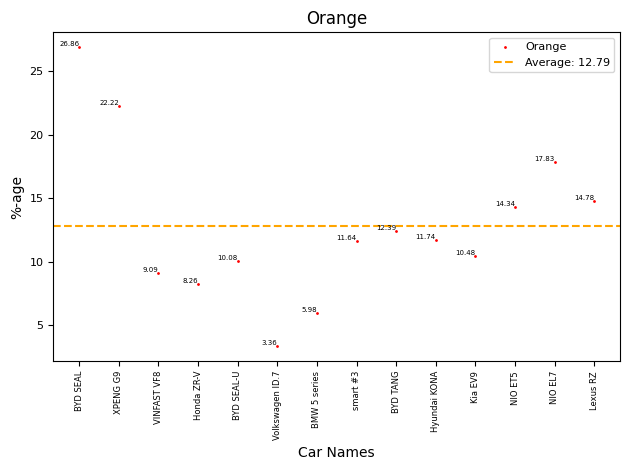 Orange
Orange
Average: 12.79
%-age
25
20
15
10
5
26.86
22.22
9.09
8.26
10.08
3.36
5.98
11.64
12.39
11.74
10.48
14.34
17.83
14.78
BYD SEAL
XPENG G9
VINFAST VF8
Honda ZR-V
BYD SEAL-U
Volkswagen ID.7
BMW 5 series
smart #3
BYD TANG
Hyundai KONA
Kia EV9
NIO ET5
NIO EL7
Lexus RZ
Car Names